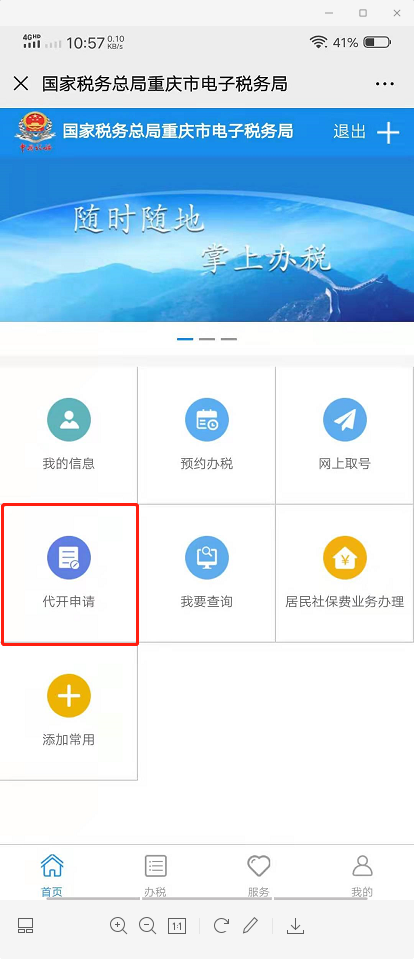 4GHD
10:57
0.10
KB/s
41%
国家税务总局重庆市电子税务局
国家税务总局重庆市电子税务局
退出
随时随地
掌上办税
我的信息
预约办税
网上取号
代开申请
我要查询
居民社保费业务办理
添加常用
首页
办税
服务
我的
1:1